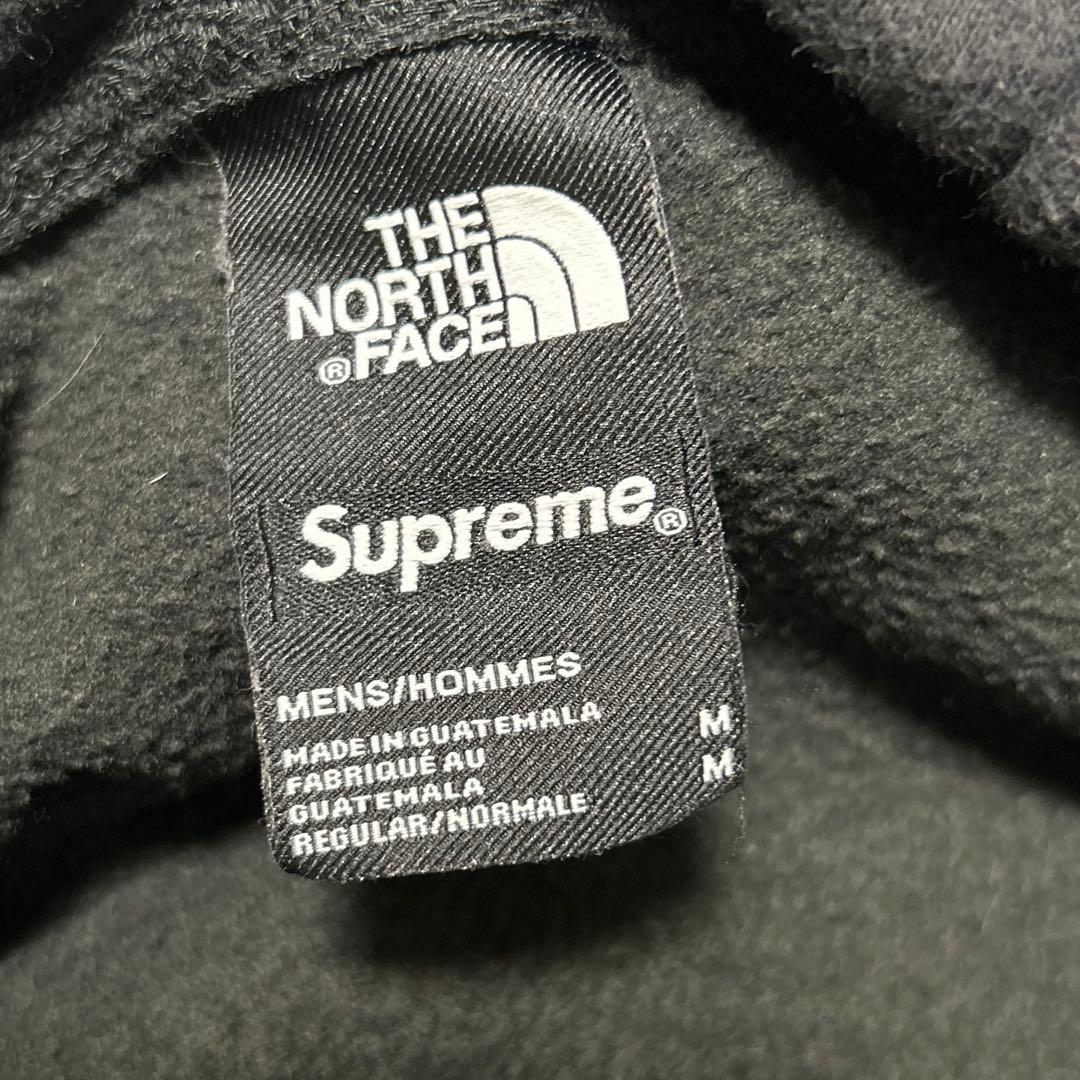 THE
NORTH
®FACE
Supreme®
MENS/HOMMES
MADE IN GUATEMALA M
FABRIQUÉ AU M
GUATEMALA
REGULAR/NORMALE